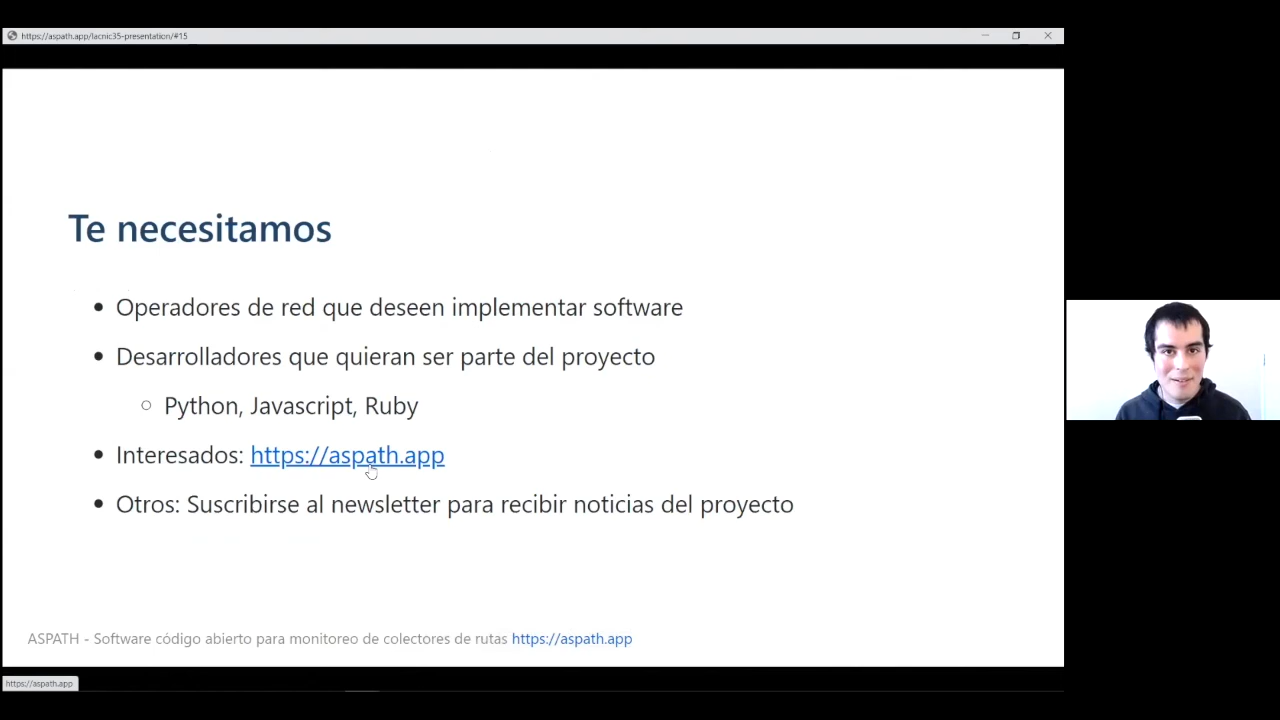 https://aspath.app/lacnic35-presentation/#15
Te necesitamos
• Operadores de red que deseen implementar software
• Desarrolladores que quieran ser parte del proyecto
○ Python, Javascript, Ruby
• Interesados: https://aspath.app
• Otros: Suscribirse al newsletter para recibir noticias del proyecto
ASPATH - Software código abierto para monitoreo de colectores de rutas https://aspath.app
https://aspath.app